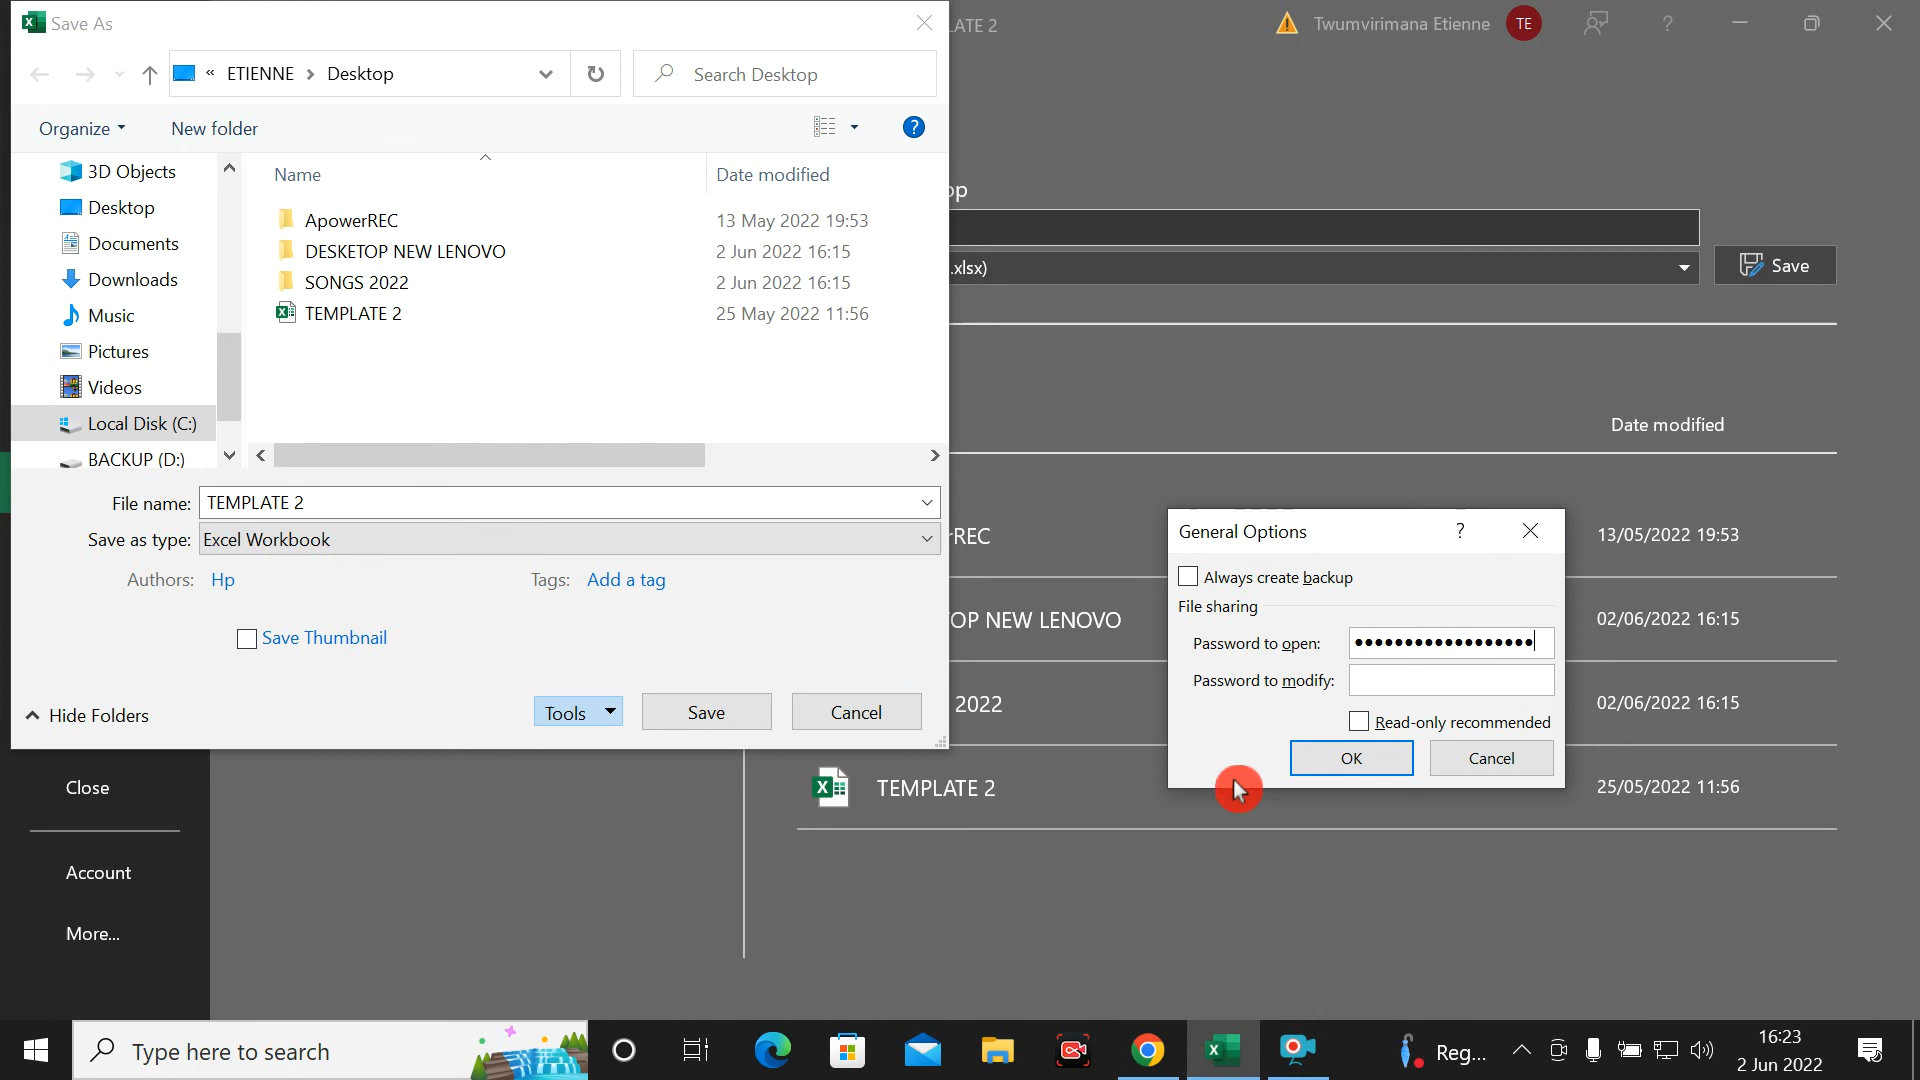 Save As
ATE 2
Twumvirimana Etienne
TE
?
« ETIENNE > Desktop
Search Desktop
Organize
New folder
?
3D Objects
Desktop
Documents
Downloads
Music
Pictures
Videos
Local Disk (C:)
BACKUP (D:)
Name
Date modified
ApowerREC
13 May 2022 19:53
DESKETOP NEW LENOVO
2 Jun 2022 16:15
SONGS 2022
2 Jun 2022 16:15
TEMPLATE 2
25 May 2022 11:56
File name:
TEMPLATE 2
Save as type:
Excel Workbook
Authors:
Hp
Tags:
Add a tag
Save Thumbnail
Hide Folders
Tools
Save
Cancel
op
.xlsx)
Save
Date modified
rREC
13/05/2022 19:53
OP NEW LENOVO
02/06/2022 16:15
2022
02/06/2022 16:15
TEMPLATE 2
25/05/2022 11:56
General Options
?
Always create backup
File sharing
Password to open:
••••••••••••••••••
Password to modify:
Read-only recommended
OK
Cancel
Close
Account
More...
Type here to search
Reg...
16:23
2 Jun 2022